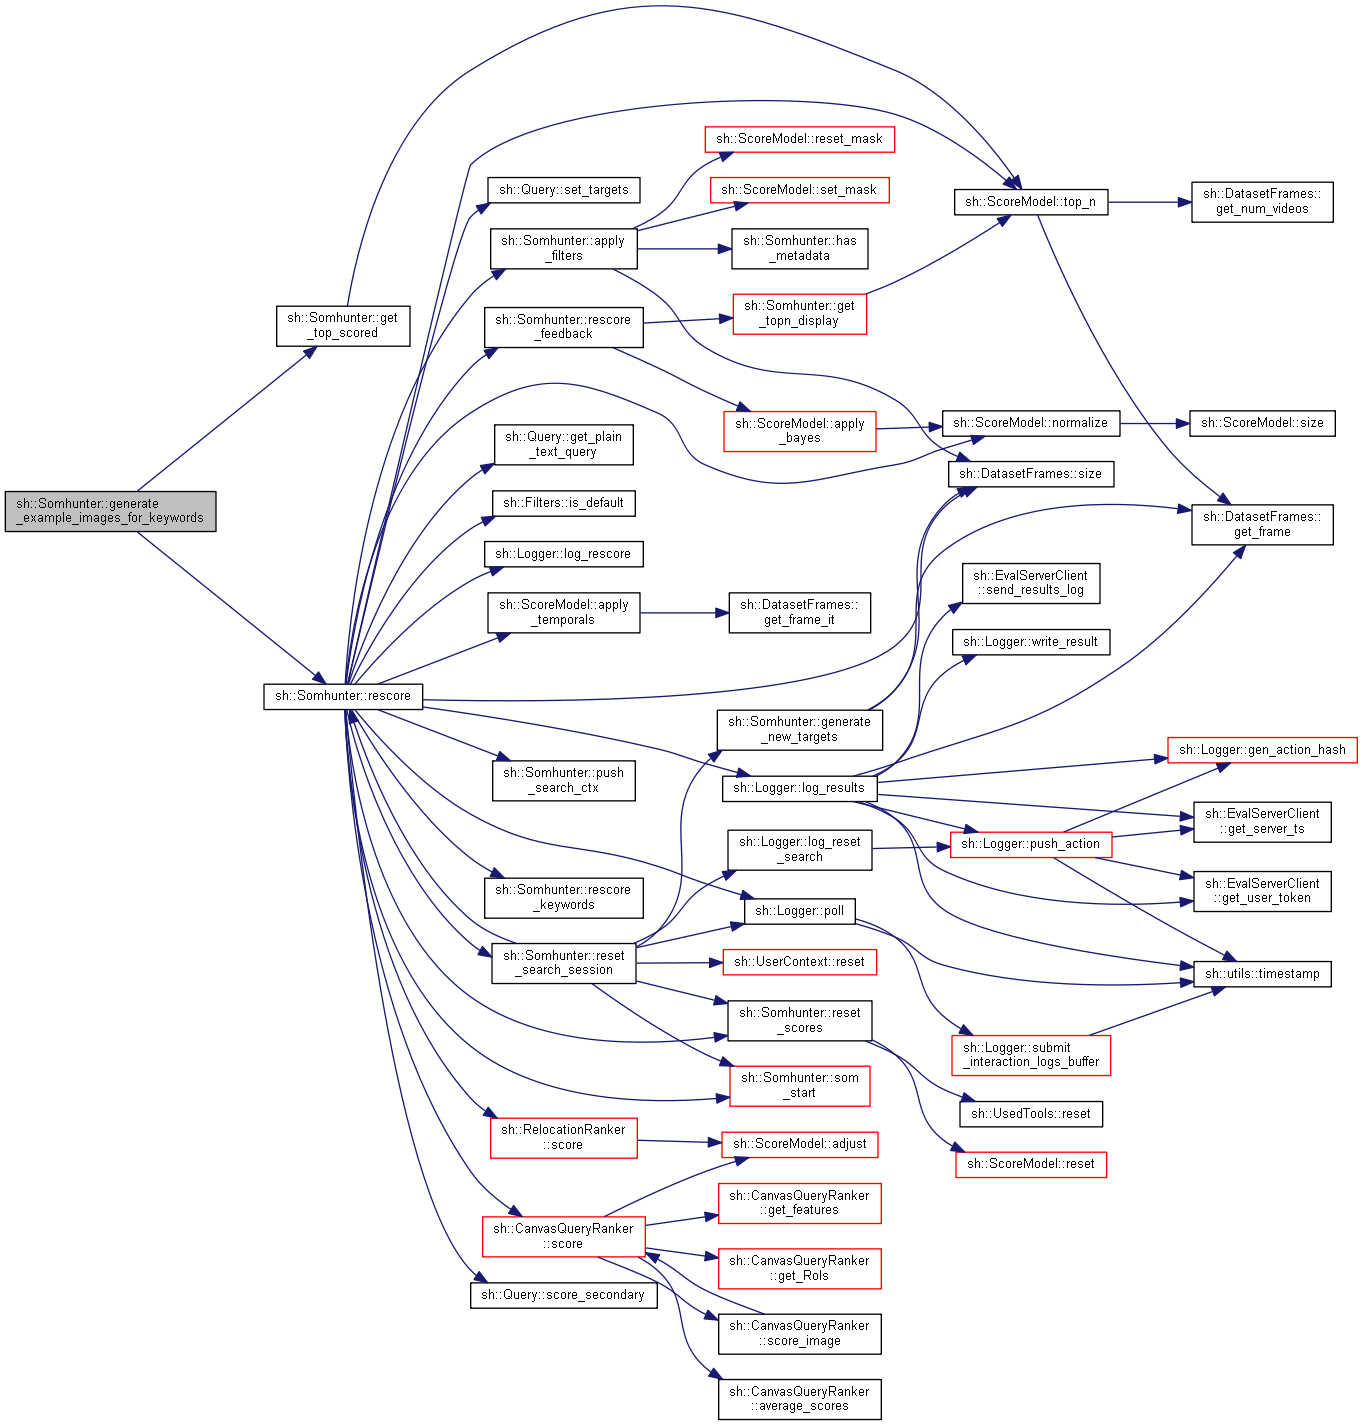 sh::Somhunter::generate
_example_images_for_keywords
sh::Somhunter::get
_top_scored
sh::Somhunter::rescore
sh::Query::set_targets
sh::Somhunter::apply
_filters
sh::Somhunter::rescore
_feedback
sh::Query::get_plain
_text_query
sh::Filters::is_default
sh::Logger::log_rescore
sh::ScoreModel::apply
_temporals
sh::Somhunter::push
_search_ctx
sh::Somhunter::rescore
_keywords
sh::Somhunter::reset
_search_session
sh::RelocationRanker
::score
sh::CanvasQueryRanker
::score
sh::Query::score_secondary
sh::ScoreModel::reset_mask
sh::ScoreModel::set_mask
sh::Somhunter::has
_metadata
sh::Somhunter::get
_topn_display
sh::ScoreModel::apply
_bayes
sh::DatasetFrames::
get_frame_it
sh::Somhunter::generate
_new_targets
sh::Logger::log_results
sh::Logger::log_reset
_search
sh::Logger::poll
sh::UserContext::reset
sh::Somhunter::reset
_scores
sh::Somhunter::som
_start
sh::ScoreModel::adjust
sh::CanvasQueryRanker
::get_features
sh::CanvasQueryRanker
::get_RoIs
sh::CanvasQueryRanker
::score_image
sh::CanvasQueryRanker
::average_scores
sh::ScoreModel::top_n
sh::ScoreModel::normalize
sh::DatasetFrames::size
sh::EvalServerClient
::send_results_log
sh::Logger::write_result
sh::Logger::push_action
sh::Logger::submit
_interaction_logs_buffer
sh::UsedTools::reset
sh::ScoreModel::reset
sh::DatasetFrames::
get_num_videos
sh::ScoreModel::size
sh::DatasetFrames::
get_frame
sh::Logger::gen_action_hash
sh::EvalServerClient
::get_server_ts
sh::EvalServerClient
::get_user_token
sh::utils::timestamp